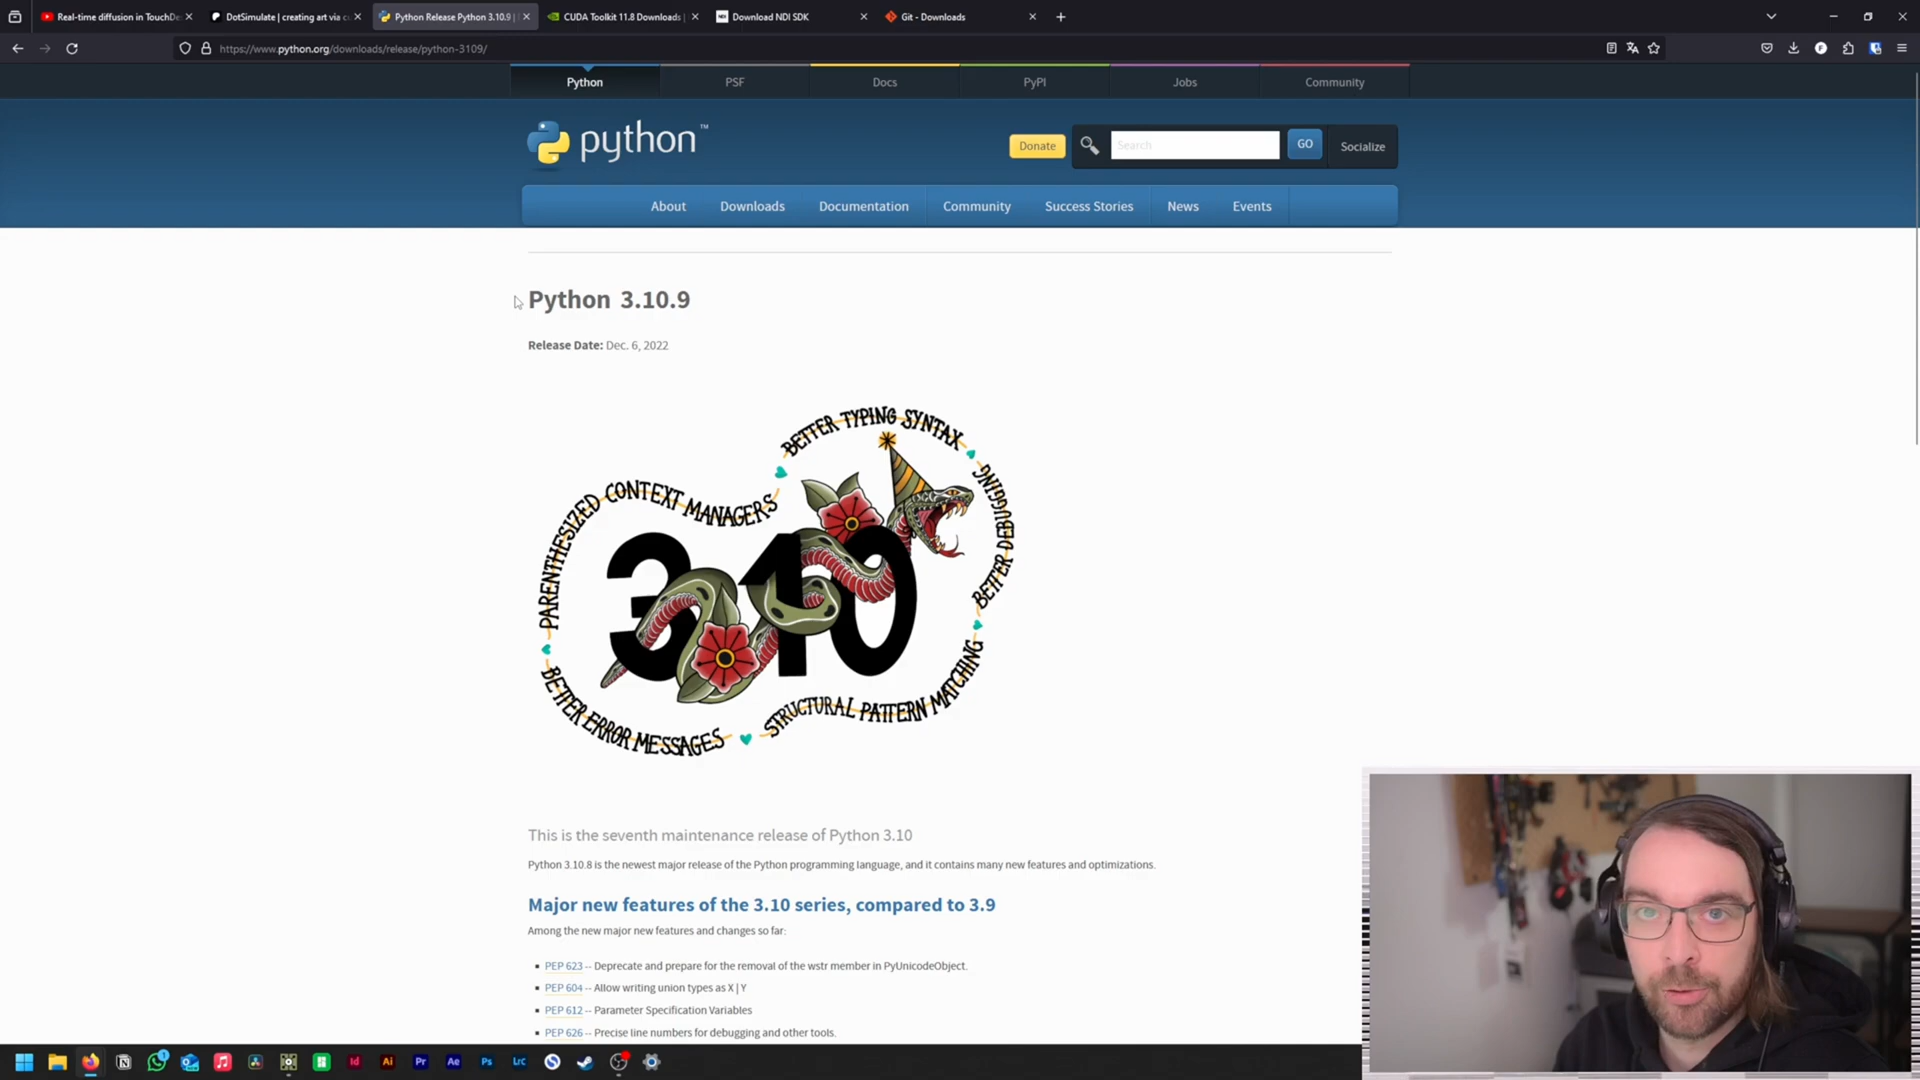 Real-time diffusion in TouchDe
DotSimulate | creating art via c
Python Release Python 3.10.9 |
CUDA Toolkit 11.8 Downloads |
Download NDI SDK
Git - Downloads
https://www.python.org/downloads/release/python-3109/
Python
PSF
Docs
PyPI
Jobs
Community
python™
Donate
Search
GO
Socialize
About
Downloads
Documentation
Community
Success Stories
News
Events
Python 3.10.9
Release Date: Dec. 6, 2022
BETTER TYPING SYNTAX
PARENTHESIZED CONTEXT MANAGERS
BETTER DEBUGGING
3.10
STRUCTURAL PATTERN MATCHING
BETTER ERROR MESSAGES
This is the seventh maintenance release of Python 3.10
Python 3.10.8 is the newest major release of the Python programming language, and it contains many new features and optimizations.
Major new features of the 3.10 series, compared to 3.9
Among the new major new features and changes so far:
PEP 623 -- Deprecate and prepare for the removal of the wstr member in PyUnicodeObject.
PEP 604 -- Allow writing union types as X | Y
PEP 612 -- Parameter Specification Variables
PEP 626 -- Precise line numbers for debugging and other tools.
Id
Ai
Pr
Ae
Ps
Lrc